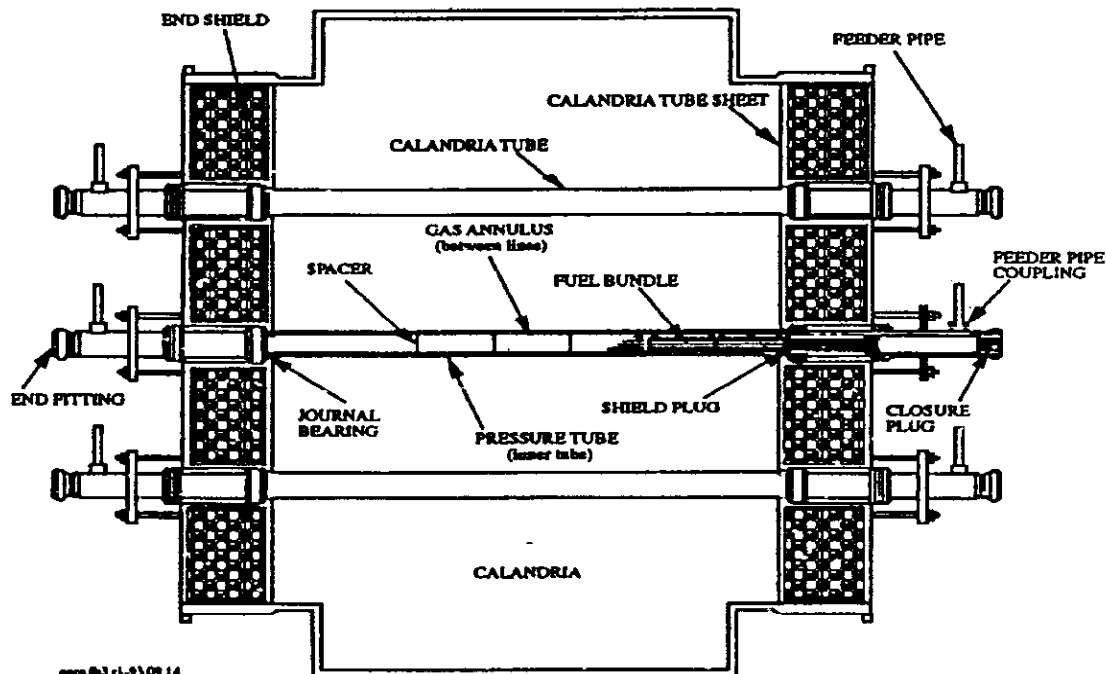 END SHIELD
FEEDER PIPE
CALANDRIA TUBE SHEET
CALANDRIA TUBE
GAS ANNULUS
(between lines)
SPACER
FUEL BUNDLE
FEEDER PIPE
COUPLING
END FITTING
JOURNAL
BEARING
PRESSURE TUBE
(inner tube)
SHIELD PLUG
CLOSURE
PLUG
CALANDRIA